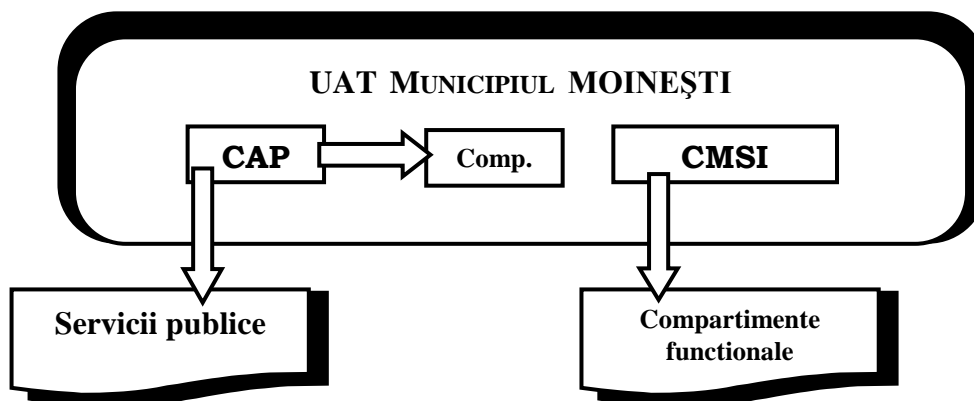 UAT MUNICIPIUL MOINEŞTI
CAP
Comp.
CMSI
Servicii publice
Compartimente
functionale